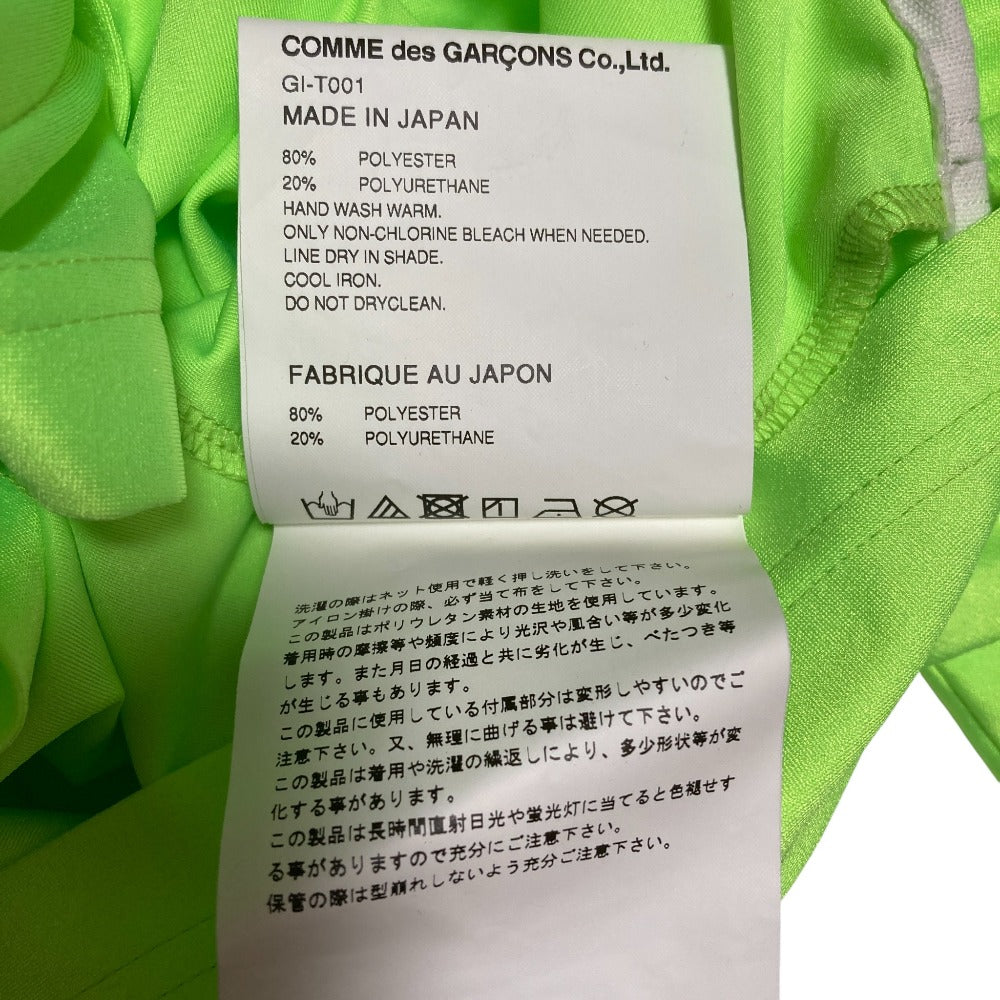 COMME des GARÇONS Co.,Ltd.
GI-T001
MADE IN JAPAN
80% POLYESTER
20% POLYURETHANE
HAND WASH WARM.
ONLY NON-CHLORINE BLEACH WHEN NEEDED.
LINE DRY IN SHADE.
COOL IRON.
DO NOT DRYCLEAN.
FABRIQUE AU JAPON
80% POLYESTER
20% POLYURETHANE
洗濯の際はネット使用で軽く押し洗いをして下さい。
アイロン掛けの際、必ず当て布をして下さい。
この製品はポリウレタン素材の生地を使用しています。
着用時の摩擦等や頻度により光沢や風合い等が多少変化
します。また月日の経過と共に劣化が生じ、べたつき等
が生じる事もあります。
この製品に使用している付属部分は変形しやすいのでご
注意下さい。又、無理に曲げる事は避けて下さい。
この製品は着用や洗濯の繰返しにより、多少形状等が変
化する事があります。
この製品は長時間直射日光や蛍光灯に当てると色褪せす
る事がありますので充分にご注意下さい。
保管の際は型崩れしないよう充分ご注意下さい。